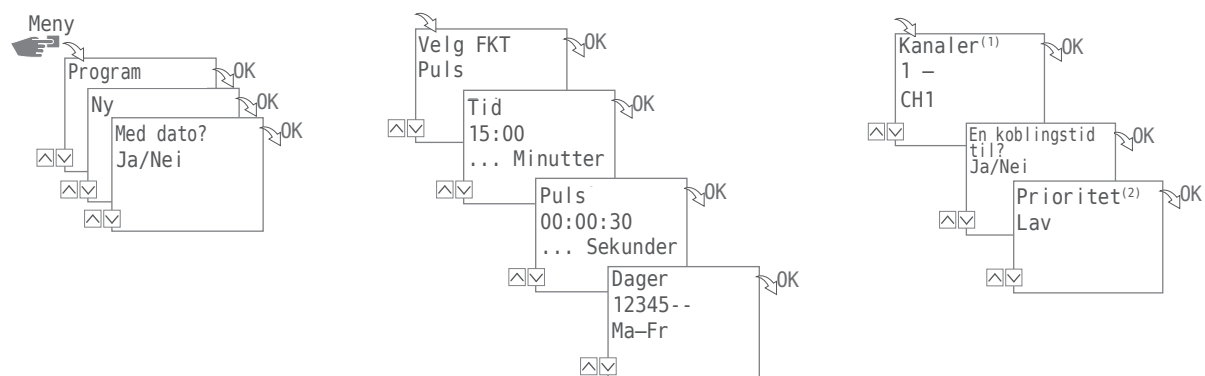 Meny
Program
OK
Ny
OK
Med dato?
OK
Ja/Nei
Velg FKT
OK
Puls
Tid
OK
15:00
... Minutter
Puls
OK
00:00:30
... Sekunder
Dager
OK
12345--
Ma–Fr
Kanaler(1)
OK
1 –
CH1
En koblingstid
OK
til?
Ja/Nei
Prioritet(2)
OK
Lav